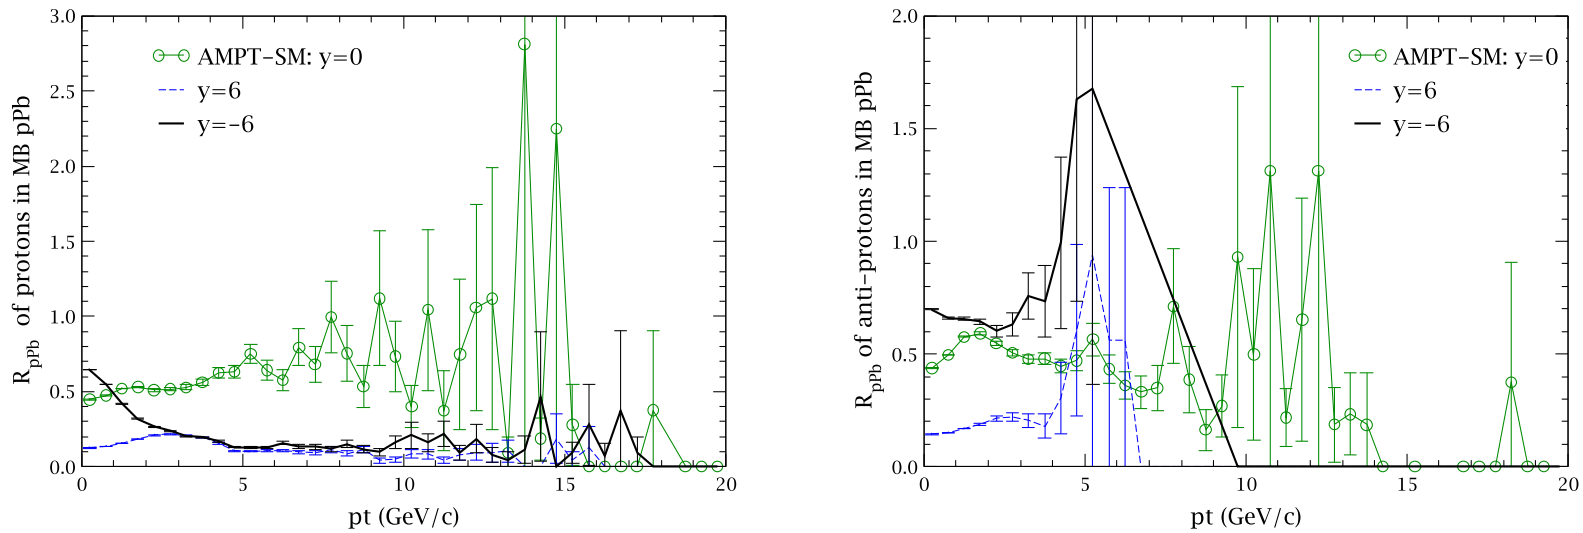 R_pPb of protons in MB pPb
3.0
2.5
2.0
1.5
1.0
0.5
0.0
AMPT-SM: y=0
y=6
y=-6
0 5 10 15 20
pt (GeV/c)
R_pPb of anti-protons in MB pPb
2.0
1.5
1.0
0.5
0.0
AMPT-SM: y=0
y=6
y=-6
0 5 10 15 20
pt (GeV/c)